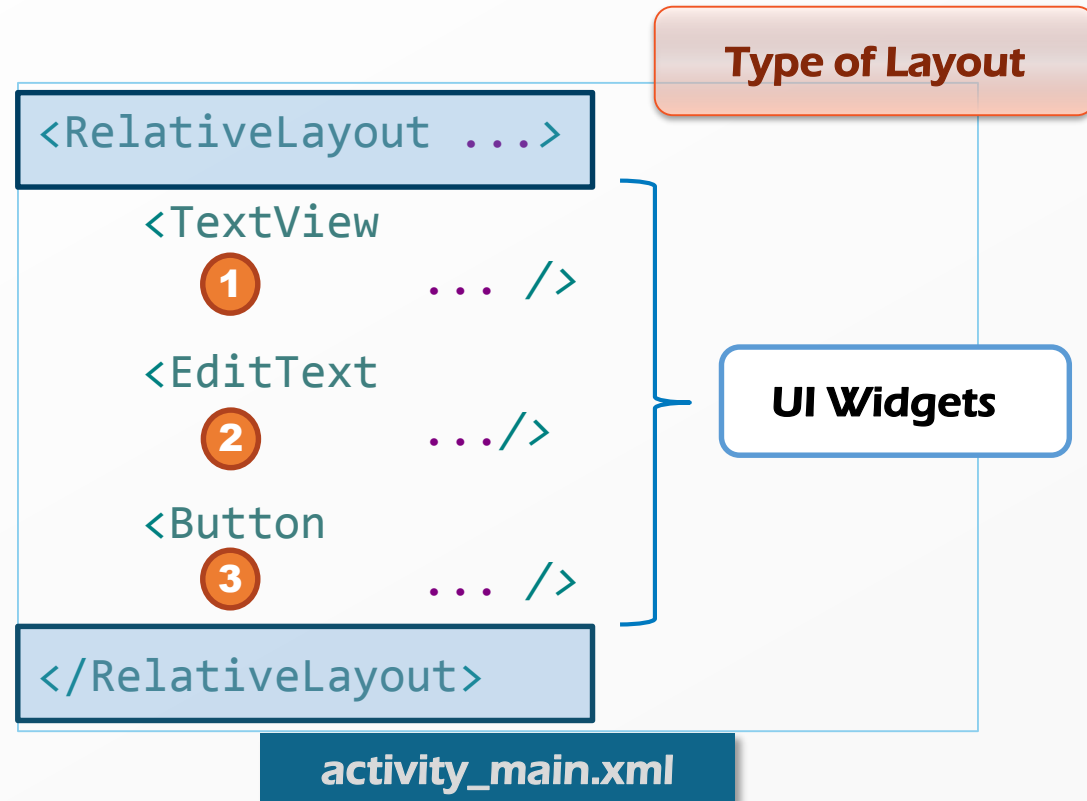 Type of Layout
<RelativeLayout ...>
<TextView
1 ... />
<EditText
2 .../>
UI Widgets
<Button
3 ... />
</RelativeLayout>
activity_main.xml